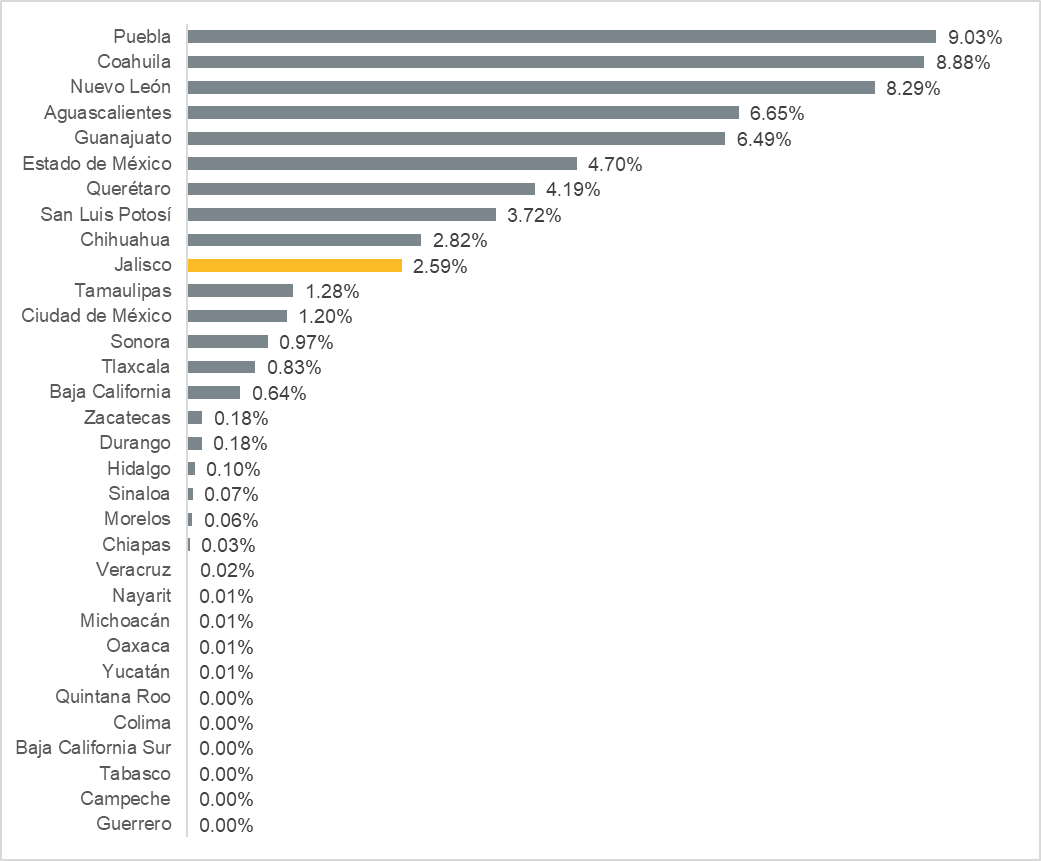 Puebla 9.03%
Coahuila 8.88%
Nuevo León 8.29%
Aguascalientes 6.65%
Guanajuato 6.49%
Estado de México 4.70%
Querétaro 4.19%
San Luis Potosí 3.72%
Chihuahua 2.82%
Jalisco 2.59%
Tamaulipas 1.28%
Ciudad de México 1.20%
Sonora 0.97%
Tlaxcala 0.83%
Baja California 0.64%
Zacatecas 0.18%
Durango 0.18%
Hidalgo 0.10%
Sinaloa 0.07%
Morelos 0.06%
Chiapas 0.03%
Veracruz 0.02%
Nayarit 0.01%
Michoacán 0.01%
Oaxaca 0.01%
Yucatán 0.01%
Quintana Roo 0.00%
Colima 0.00%
Baja California Sur 0.00%
Tabasco 0.00%
Campeche 0.00%
Guerrero 0.00%